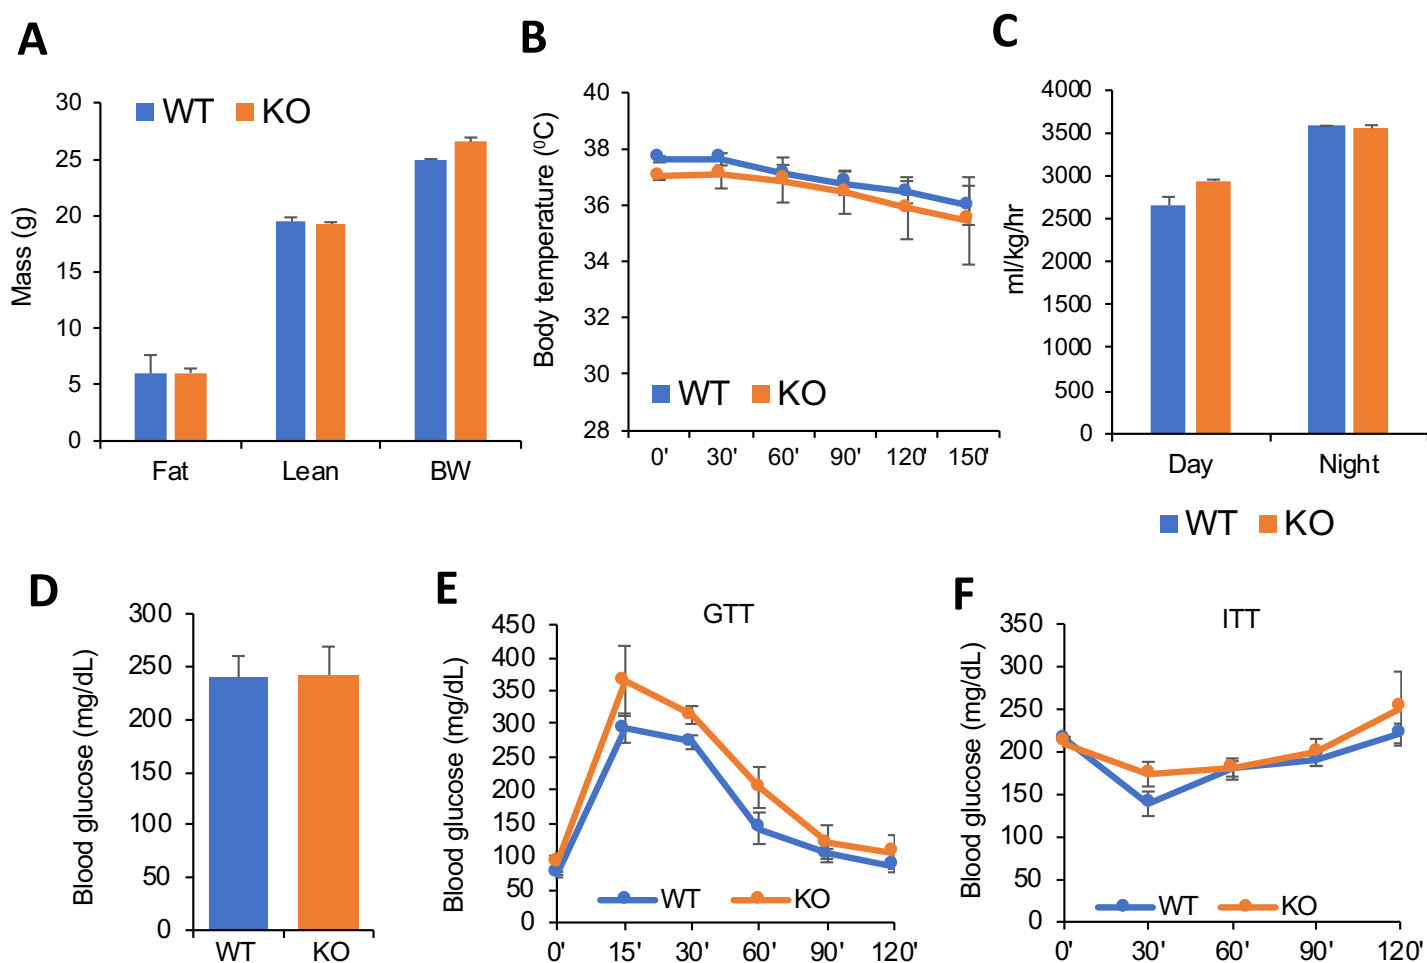 A
WT KO
Mass (g)
30
25
20
15
10
5
0
Fat Lean BW
B
Body temperature (⁰C)
40
38
36
34
32
30
28
WT KO
0' 30' 60' 90' 120' 150'
C
ml/kg/hr
4000
3500
3000
2500
2000
1500
1000
500
0
Day Night
WT KO
D
Blood glucose (mg/dL)
300
250
200
150
100
50
0
WT KO
E
GTT
Blood glucose (mg/dL)
450
400
350
300
250
200
150
100
50
0
WT KO
0' 15' 30' 60' 90' 120'
F
ITT
Blood glucose (mg/dL)
350
300
250
200
150
100
50
0
WT KO
0' 30' 60' 90' 120'